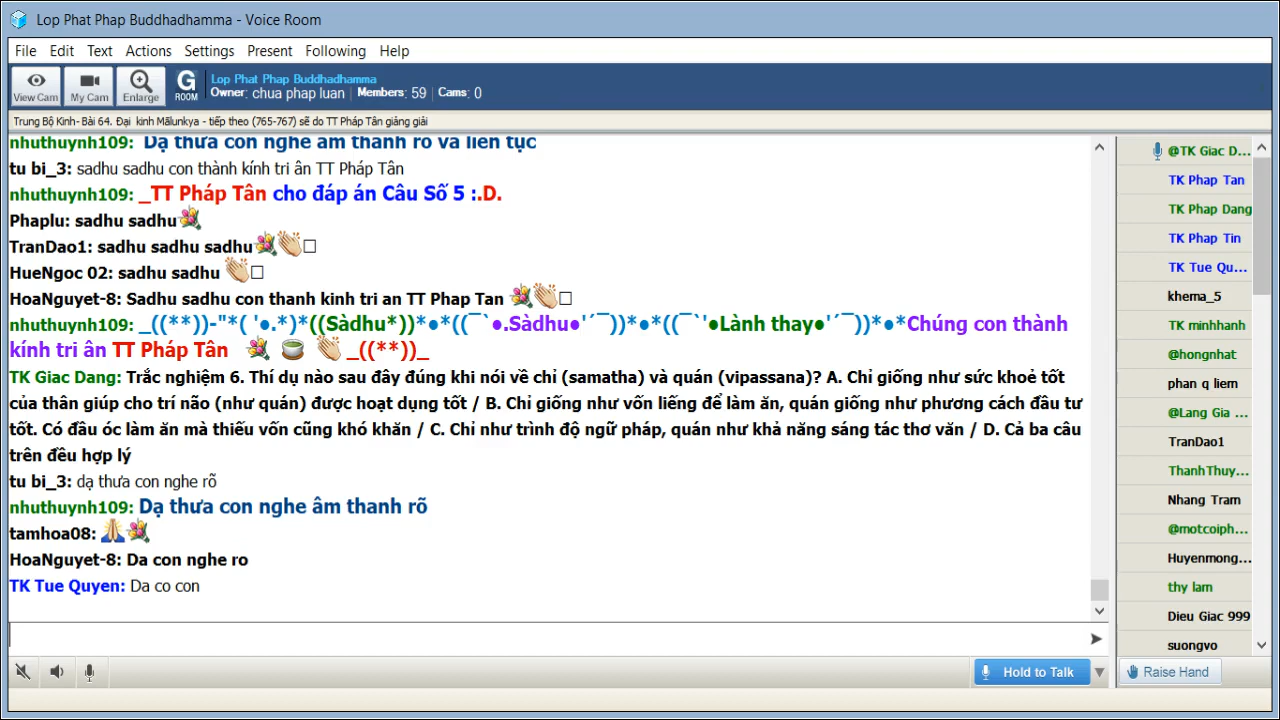 Lop Phat Phap Buddhadhamma - Voice Room
File Edit Text Actions Settings Present Following Help
View Cam My Cam Enlarge G ROOM
Lop Phat Phap Buddhadhamma
Owner: chua phap luan Members: 59 Cams: 0
Trung Bộ Kinh- Bài 64. Đại kinh Mãlunkya - tiếp theo (765-767) sẽ do TT Pháp Tân giảng giải
nhuthuynh109: Dạ thưa con nghe âm thanh rõ và liên tục
tu bi_3: sadhu sadhu con thành kính tri ân TT Pháp Tân
nhuthuynh109: _TT Pháp Tân cho đáp án Câu Số 5 :.D.
Phaplu: sadhu sadhu💐
TranDao1: sadhu sadhu sadhu💐👏🏼□
HueNgoc 02: sadhu sadhu 👏🏼□
HoaNguyet-8: Sadhu sadhu con thanh kinh tri an TT Phap Tan 💐👏🏼□
nhuthuynh109: _((**))-"*( '●.*)*((Sàdhu*))*●*((¯`●.Sàdhu●'´¯))*●*((¯`'●Lành thay●'´¯))*●*Chúng con thành
kính tri ân TT Pháp Tân 💐 🍵 👏🏼 _((**))_
TK Giac Dang: Trắc nghiệm 6. Thí dụ nào sau đây đúng khi nói về chỉ (samatha) và quán (vipassana)? A. Chỉ giống như sức khoẻ tốt
của thân giúp cho trí não (như quán) được hoạt dụng tốt / B. Chỉ giống như vốn liếng để làm ăn, quán giống như phương cách đầu tư
tốt. Có đầu óc làm ăn mà thiếu vốn cũng khó khăn / C. Chỉ như trình độ ngữ pháp, quán như khả năng sáng tác thơ văn / D. Cả ba câu
trên đều hợp lý
tu bi_3: dạ thưa con nghe rõ
nhuthuynh109: Dạ thưa con nghe âm thanh rõ
tamhoa08: 🙏🏼💐
HoaNguyet-8: Da con nghe ro
TK Tue Quyen: Da co con
Hold to Talk
@TK Giac D...
TK Phap Tan
TK Phap Dang
TK Phap Tin
TK Tue Qu...
khema_5
TK minhhanh
@hongnhat
phan q liem
@Lang Gia ...
TranDao1
ThanhThuy...
Nhang Tram
@motcoiph...
Huyenmong...
thy lam
Dieu Giac 999
suongvo
Raise Hand